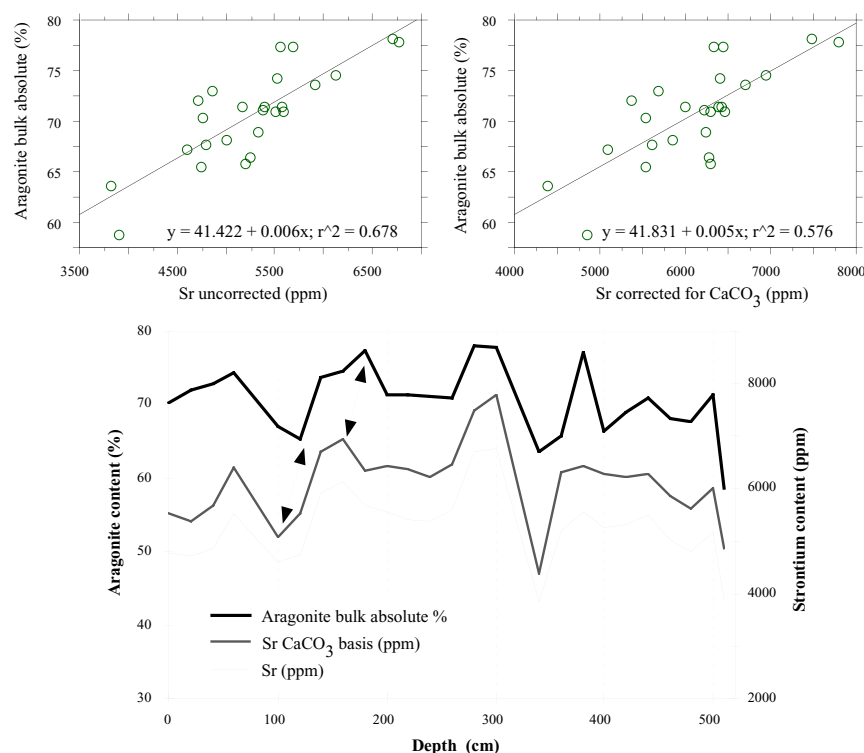 Aragonite bulk absolute (%)
80
75
70
65
60
y = 41.422 + 0.006x; r^2 = 0.678
3500
4500
5500
6500
Sr uncorrected (ppm)
Aragonite bulk absolute (%)
80
75
70
65
60
y = 41.831 + 0.005x; r^2 = 0.576
4000
5000
6000
7000
8000
Sr corrected for CaCO3 (ppm)
Aragonite content (%)
80
70
60
50
40
30
Aragonite bulk absolute %
Sr CaCO3 basis (ppm)
Sr (ppm)
8000
6000
4000
2000
Strontium content (ppm)
0
100
200
300
400
500
Depth (cm)